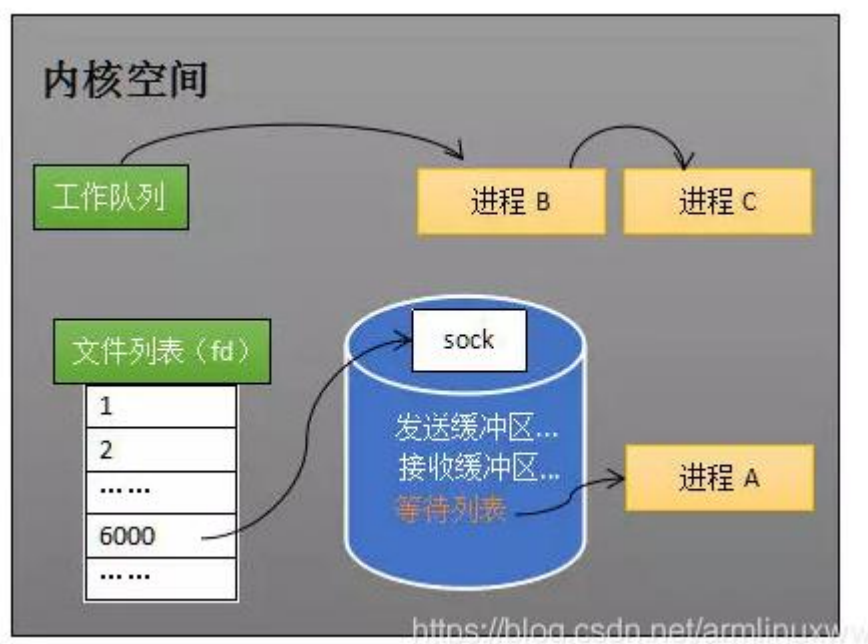 内核空间
工作队列
进程 B
进程 C
文件列表（fd）
1
2
……
6000
……
sock
发送缓冲区...
接收缓冲区...
等待列表
进程 A
https://blog.csdn.net/armlinuxww